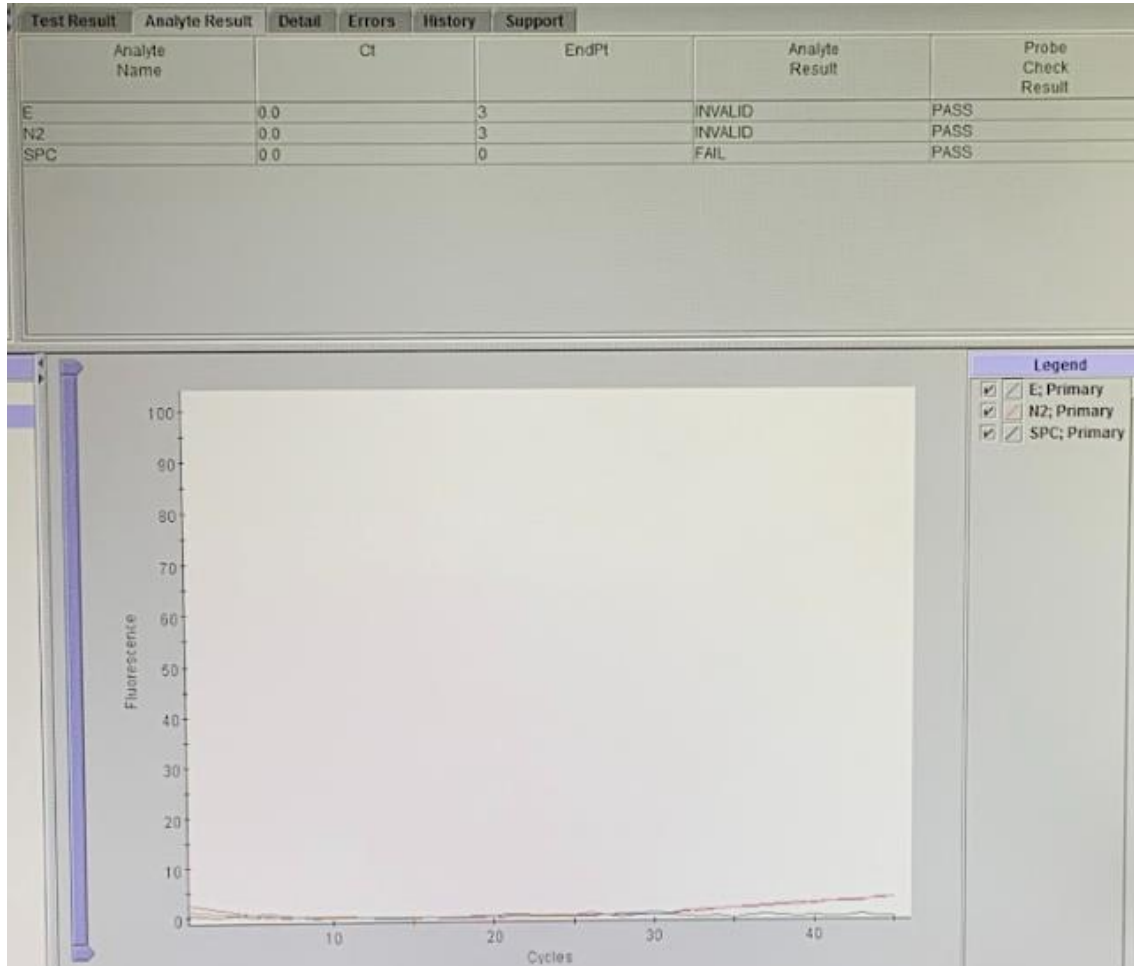 Test Result Analyte Result Detail Errors History Support
Analyte Name Ct EndPt Analyte Result Probe Check Result
E 0.0 3 INVALID PASS
N2 0.0 3 INVALID PASS
SPC 0.0 0 FAIL PASS
Legend
E; Primary
N2; Primary
SPC; Primary
100
90
80
70
60
50
40
30
20
10
0
Fluorescence
10 20 30 40
Cycles